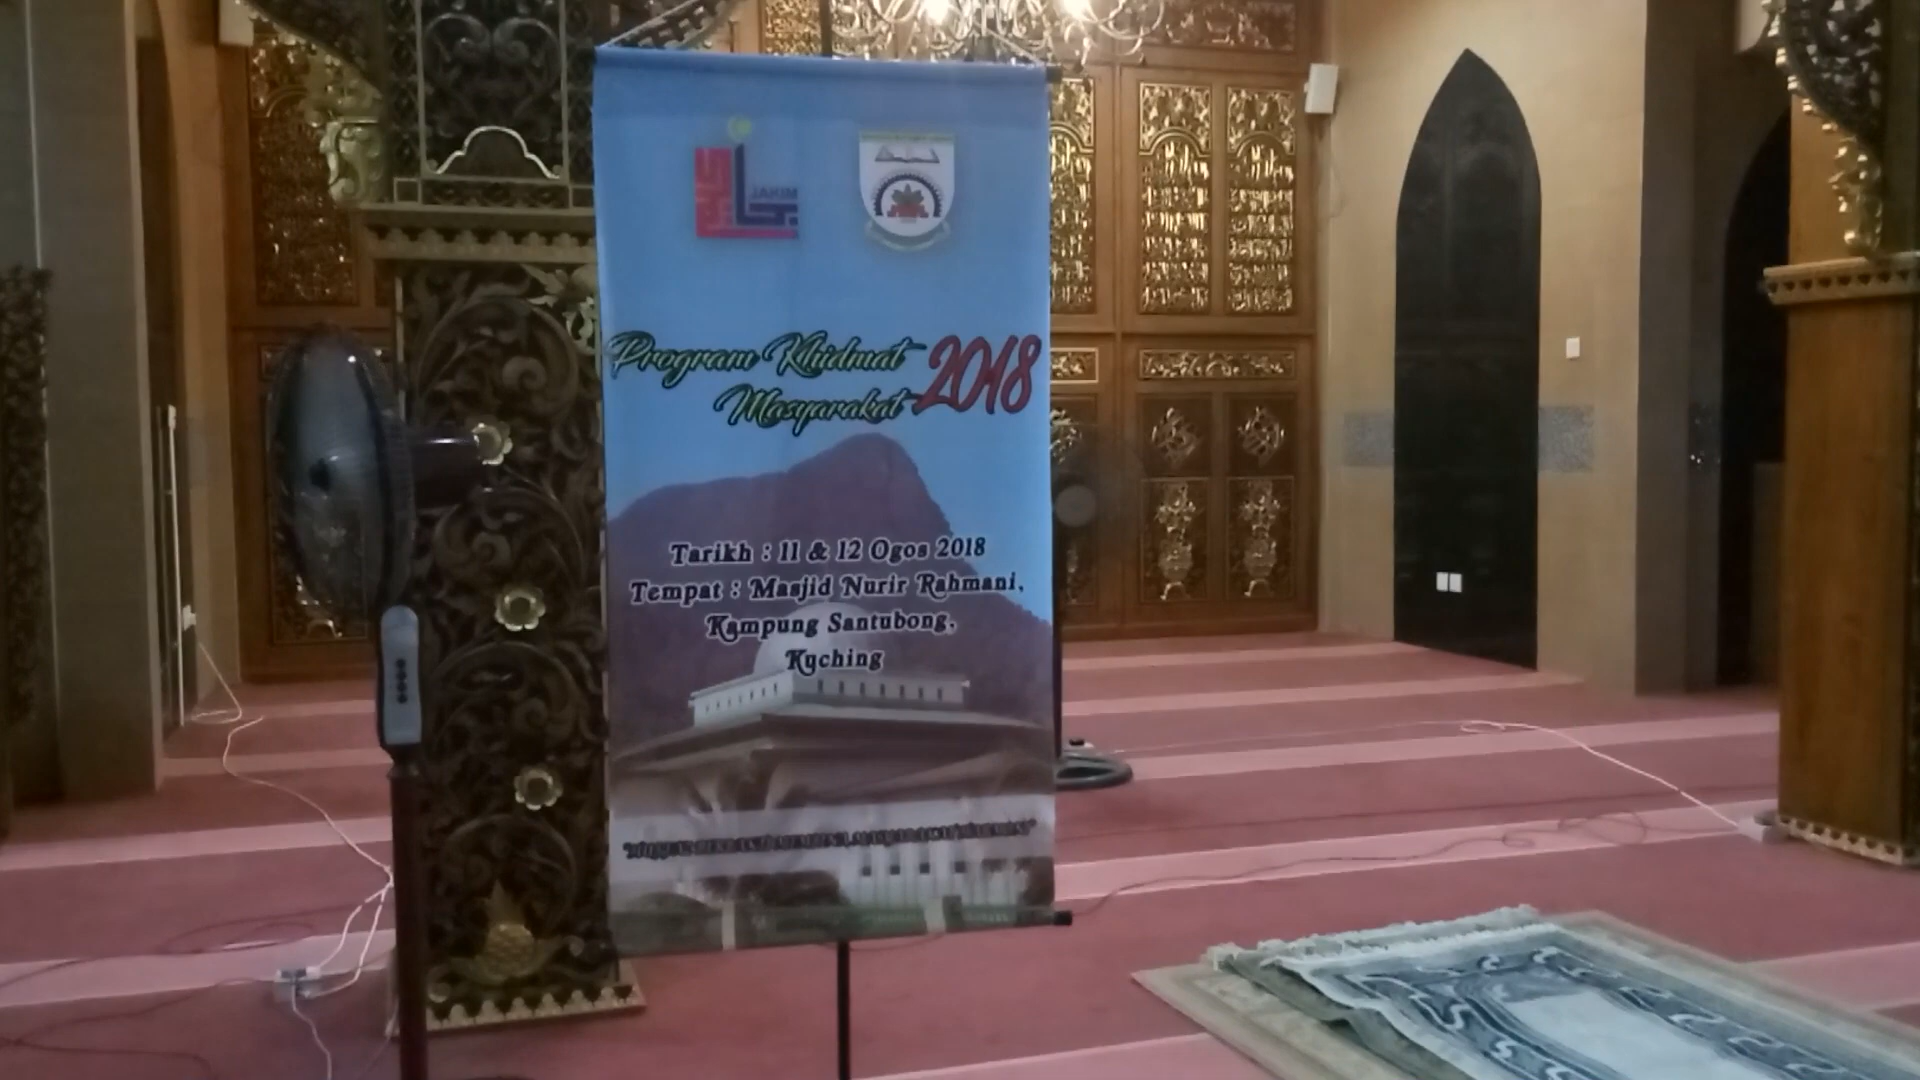 JAKIM
Program Khidmat 2018
Masyarakat
Tarikh : 11 & 12 Ogos 2018
Tempat : Masjid Nurir Rahmani,
Kampung Santubong,
Kuching